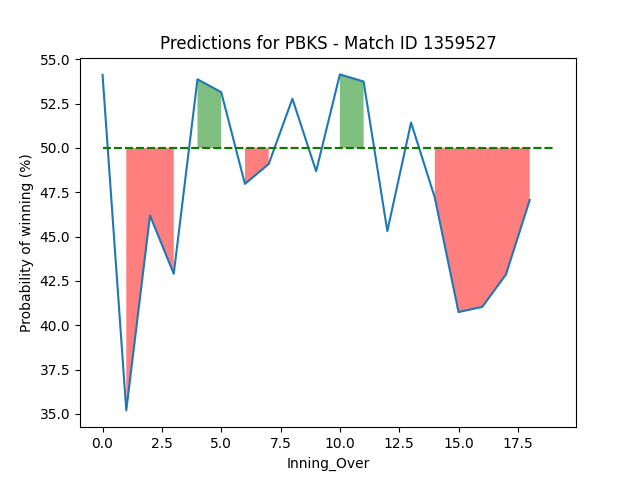 Predictions for PBKS - Match ID 1359527
Probability of winning (%)
55.0
52.5
50.0
47.5
45.0
42.5
40.0
37.5
35.0
0.0 2.5 5.0 7.5 10.0 12.5 15.0 17.5
Inning_Over